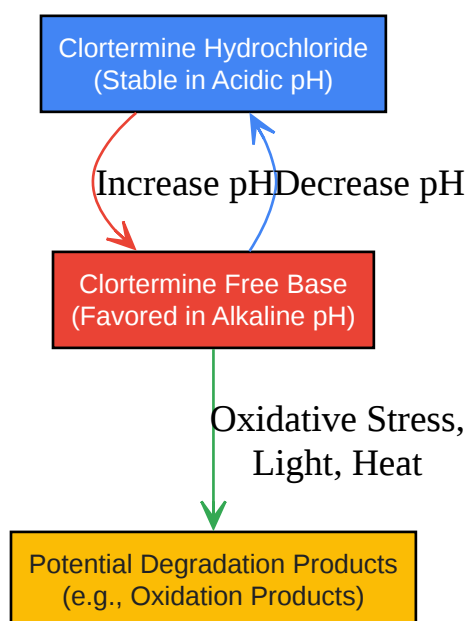 Clortermine Hydrochloride
(Stable in Acidic pH)
Increase pH
Decrease pH
Clortermine Free Base
(Favored in Alkaline pH)
Oxidative Stress,
Light, Heat
Potential Degradation Products
(e.g., Oxidation Products)